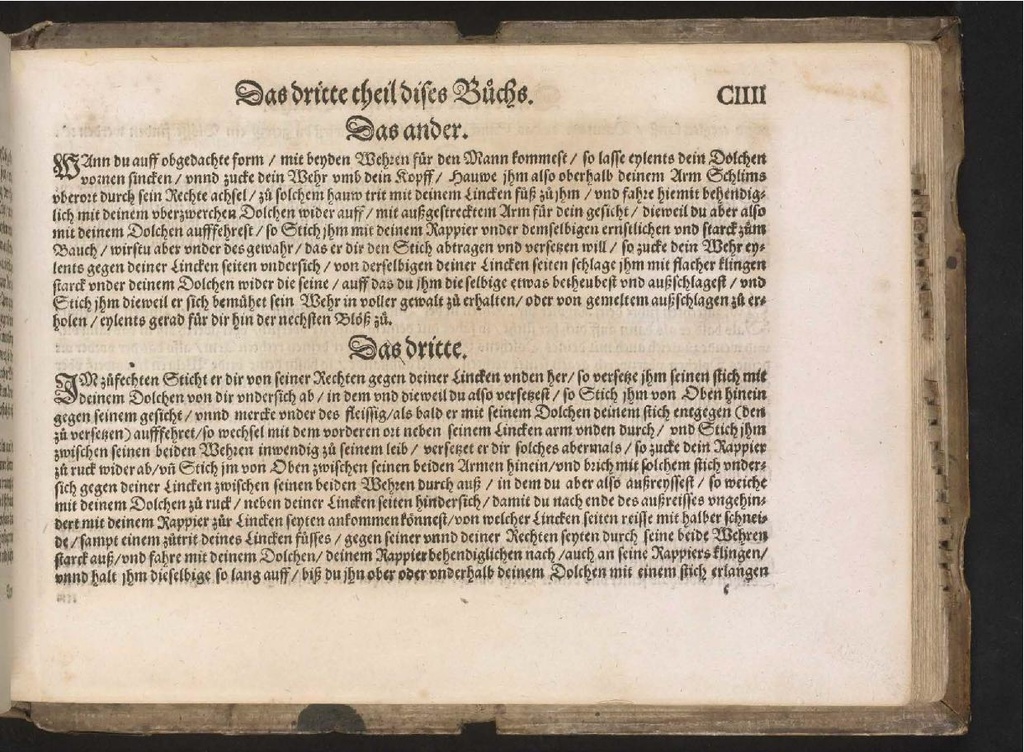 Das dritte theil dises Bůchs.
CIIII
Das ander.
WAnn du auff obgedachte form / mit beyden Wehren für den Mann kommest / so lasse eylents dein Dolchen
vornen sincken / vnnd zucke dein Wehr vmb dein Kopff / Hauwe jhm also oberhalb deinem Arm Schlims
vberort durch sein Rechte achsel / zů solchem hauw trit mit deinem Lincken fůß zů jhm / vnd fahre hiemit behendig-
lich mit deinem vberzwerchen Dolchen wider auff / mit außgestrecktem Arm für dein gesicht / dieweil du aber also
mit deinem Dolchen aufffehrest / so Stich jhm mit deinem Rappier vnder demselbigen ernstlichen vnd starck zům
Bauch / wirstu aber vnder des gewahr / das er dir den Stich abtragen vnd versetzen will / so zucke dein Wehr ey-
lents gegen deiner Lincken seiten vndersich / von derselbigen deiner Lincken seiten schlage jhm mit flacher klingen
starck vnder deinem Dolchen wider die seine / auff das du jhm die selbige etwas betheubest vnd außschlagest / vnd
Stich jhm dieweil er sich bemühet sein Wehr in voller gewalt zů erhalten / oder von gemeltem außschlagen zů er-
holen / eylents gerad für dir hin der nechsten Blöß zů.
Das dritte.
IM zůfechten Sticht er dir von seiner Rechten gegen deiner Lincken vnden her / so versetze jhm seinen stich mit
deinem Dolchen von dir vndersich ab / in dem vnd dieweil du also versetzest / so Stich jhm von Oben hinein
gegen seinem gesicht / vnnd mercke vnder des fleissig / als bald er mit seinem Dolchen deinem stich entgegen (den
zů versetzen) aufffehret / so wechsel mit dem vorderen ort neben seinem Lincken arm vnden durch / vnd Stich jhm
zwischen seinen beiden Wehren inwendig zů seinem leib / versetzet er dir solches abermals / so zucke dein Rappier
zů ruck wider ab / vn̄ Stich jm von Oben zwischen seinen beiden Armen hinein / vnd brich mit solchem stich vnder-
sich gegen deiner Lincken zwischen seinen beiden Wehren durch auß / in dem du aber also außreyssest / so weiche
mit deinem Dolchen zů ruck / neben deiner Lincken seiten hindersich / damit du nach ende des außreisses vngehin-
dert mit deinem Rappier zůr Lincken seyten ankommen könnest / von welcher Lincken seiten reisse mit halber schnei-
de / sampt einem zůtrit deines Lincken fůsses / gegen seiner vnnd deiner Rechten seyten durch seine beide Wehren
starck auß / vnd fahre mit deinem Dolchen / deinem Rappier behendiglichen nach / auch an seine Rappiers klingen /
vnnd halt jhm dieselbige so lang auff / biß du jhn ober oder vnderhalb deinem Dolchen mit einem stich erlangen